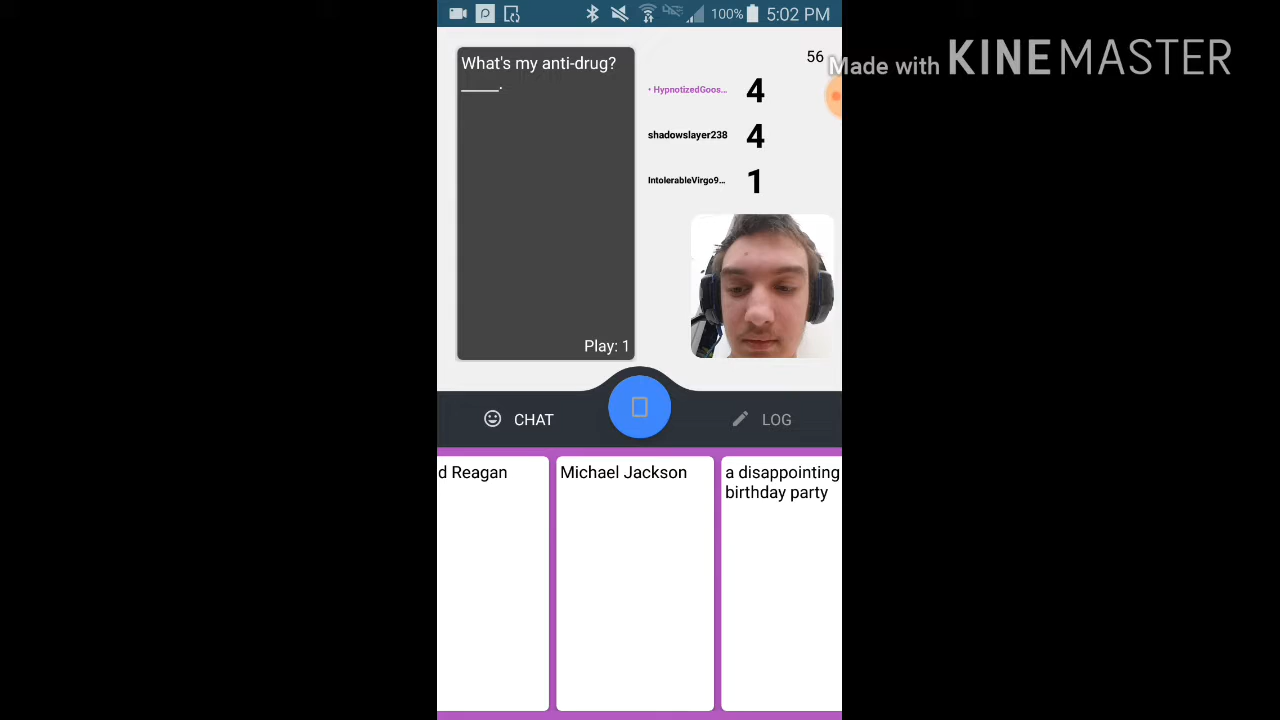 100% 5:02 PM
What's my anti-drug?
_____.
Play: 1
56
Made with KINEMASTER
• HypnotizedGoos... 4
shadowslayer238 4
IntolerableVirgo9... 1
CHAT
LOG
d Reagan
Michael Jackson
a disappointing
birthday party